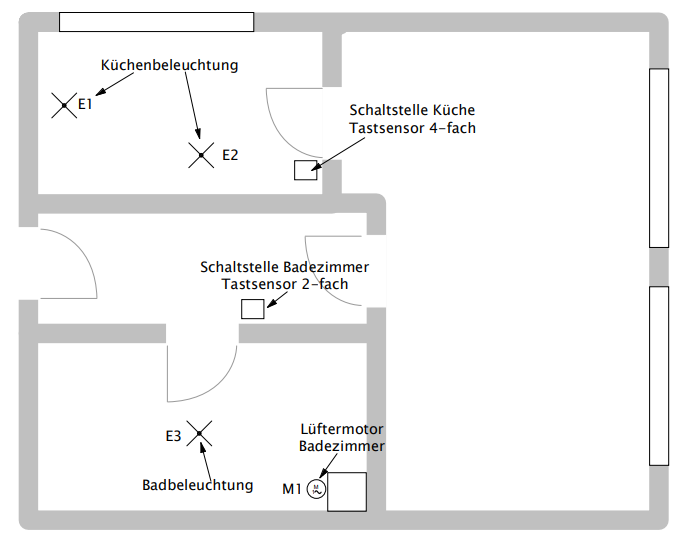 Küchenbeleuchtung
E1
Schaltstelle Küche
Tastsensor 4-fach
E2
Schaltstelle Badezimmer
Tastsensor 2-fach
E3
Lüftermotor
Badezimmer
Badbeleuchtung
M1
M